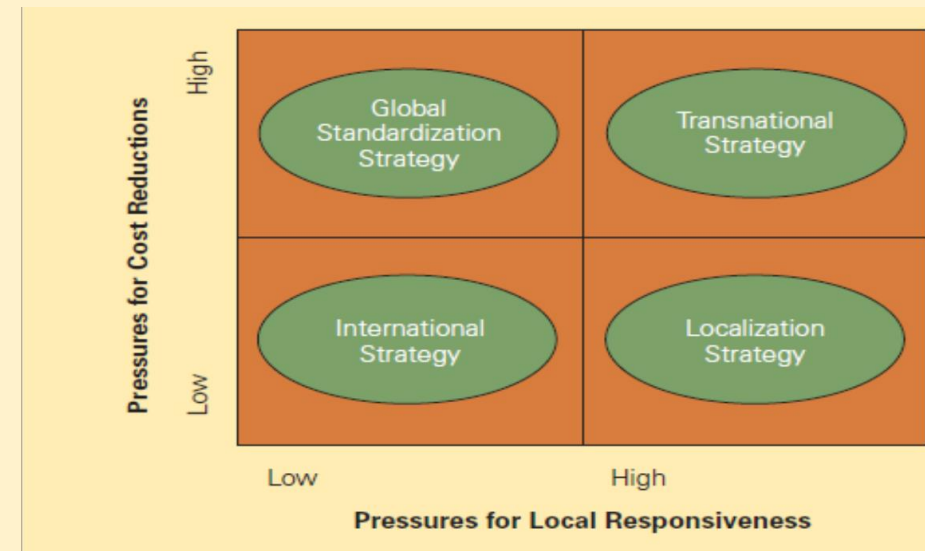 Pressures for Cost Reductions
High
Low
Global
Standardization
Strategy
Transnational
Strategy
International
Strategy
Localization
Strategy
Low
High
Pressures for Local Responsiveness